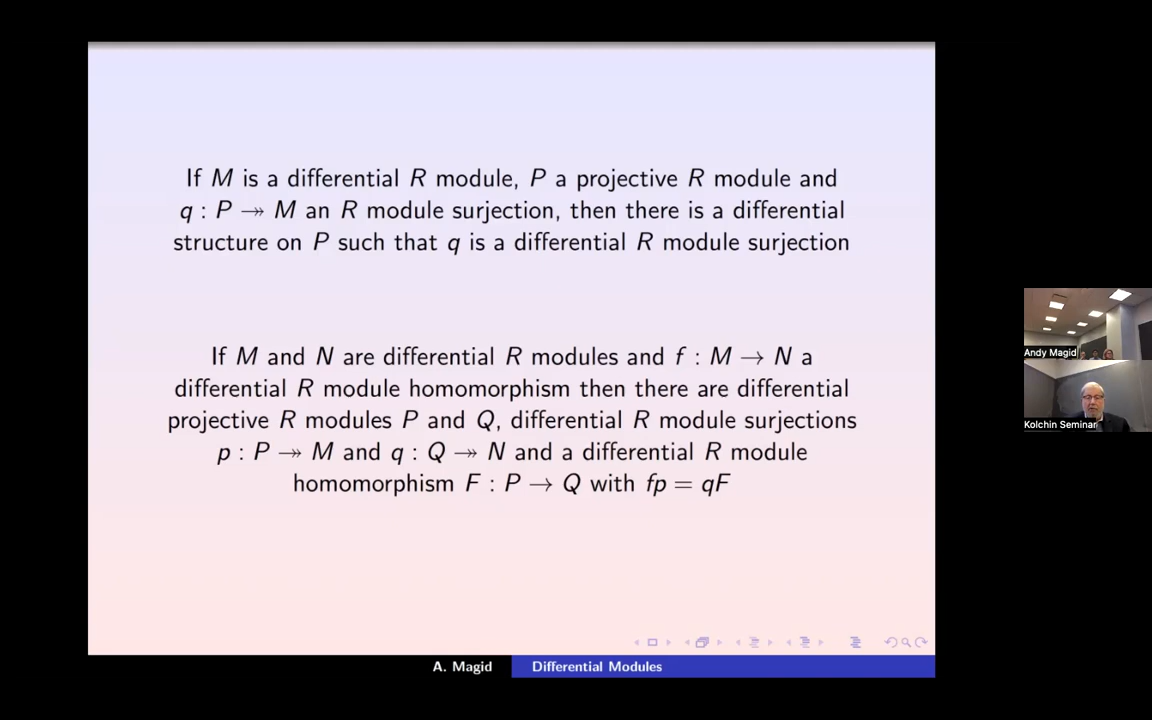 If M is a differential R module, P a projective R module and
q : P ↠ M an R module surjection, then there is a differential
structure on P such that q is a differential R module surjection
If M and N are differential R modules and f : M → N a
differential R module homomorphism then there are differential
projective R modules P and Q, differential R module surjections
p : P ↠ M and q : Q ↠ N and a differential R module
homomorphism F : P → Q with fp = qF
A. Magid
Differential Modules
Andy Magid
Kolchin Seminar